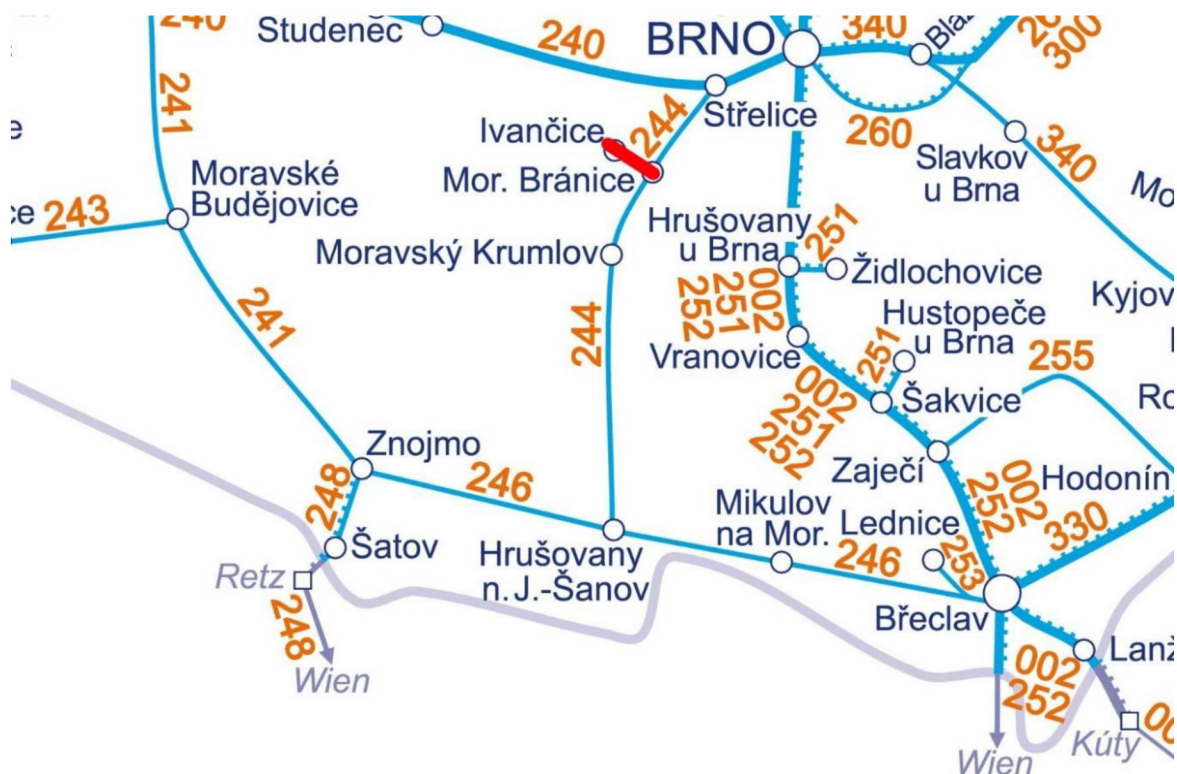 240
Studenec
240
BRNO
340
300
241
Ivančice
244
Střelice
260
Slavkov
u Brna
340
Mor. Bránice
Moravské
Budějovice
243
Moravský Krumlov
Hrušovany
u Brna
251
Židlochovice
002
251
252
Kyjov
Hustopeče
u Brna
241
244
Vranovice
251
255
002
251
252
Šakvice
Znojmo
Zaječí
Hodonín
248
246
002
252
330
Mikulov
na Mor.
Lednice
Šatov
Hrušovany
n. J.-Šanov
246
253
Retz
248
Břeclav
Wien
002
252
Kúty
Wien